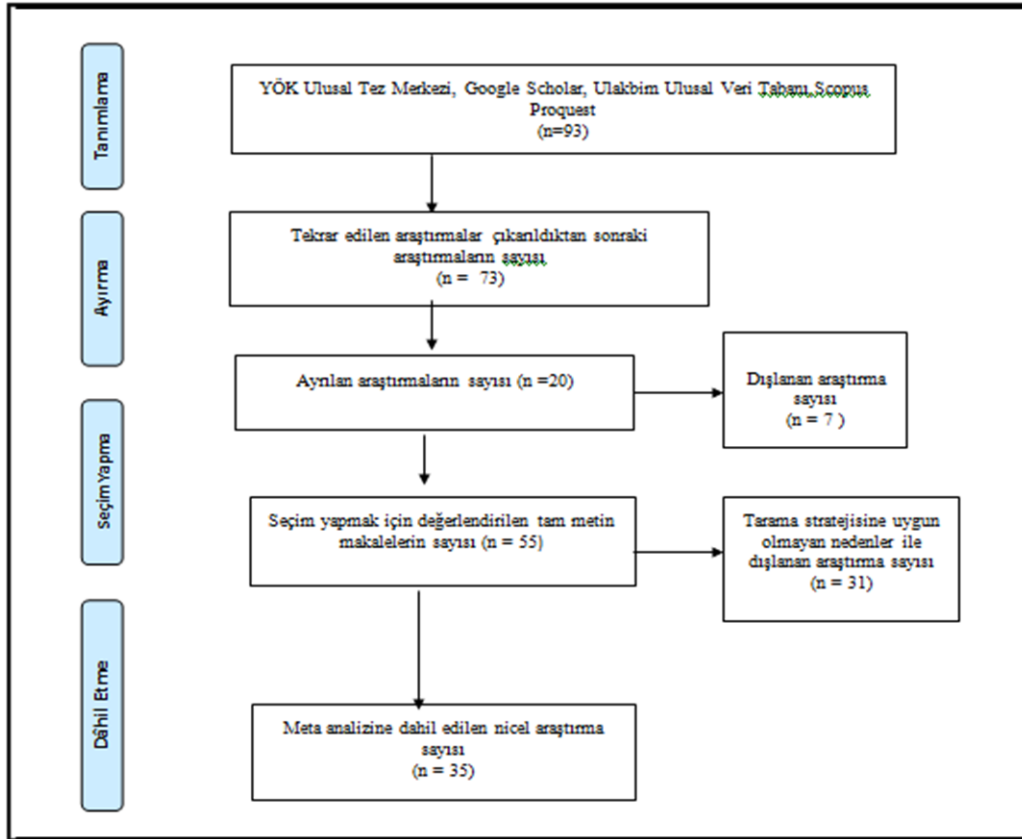 Tanımlama
YÖK Ulusal Tez Merkezi, Google Scholar, Ulakbim Ulusal Veri Tabanı,Scopus
Proquest
(n=93)
Ayırma
Tekrar edilen araştırmalar çıkarıldıktan sonraki
araştırmaların sayısı
(n = 73)
Ayrılan araştırmaların sayısı (n =20)
Dışlanan araştırma
sayısı
(n = 7 )
Seçim Yapma
Seçim yapmak için değerlendirilen tam metin
makalelerin sayısı (n = 55)
Tarama stratejisine uygun
olmayan nedenler ile
dışlanan araştırma sayısı
(n = 31)
Dâhil Etme
Meta analizine dahil edilen nicel araştırma
sayısı
(n = 35)